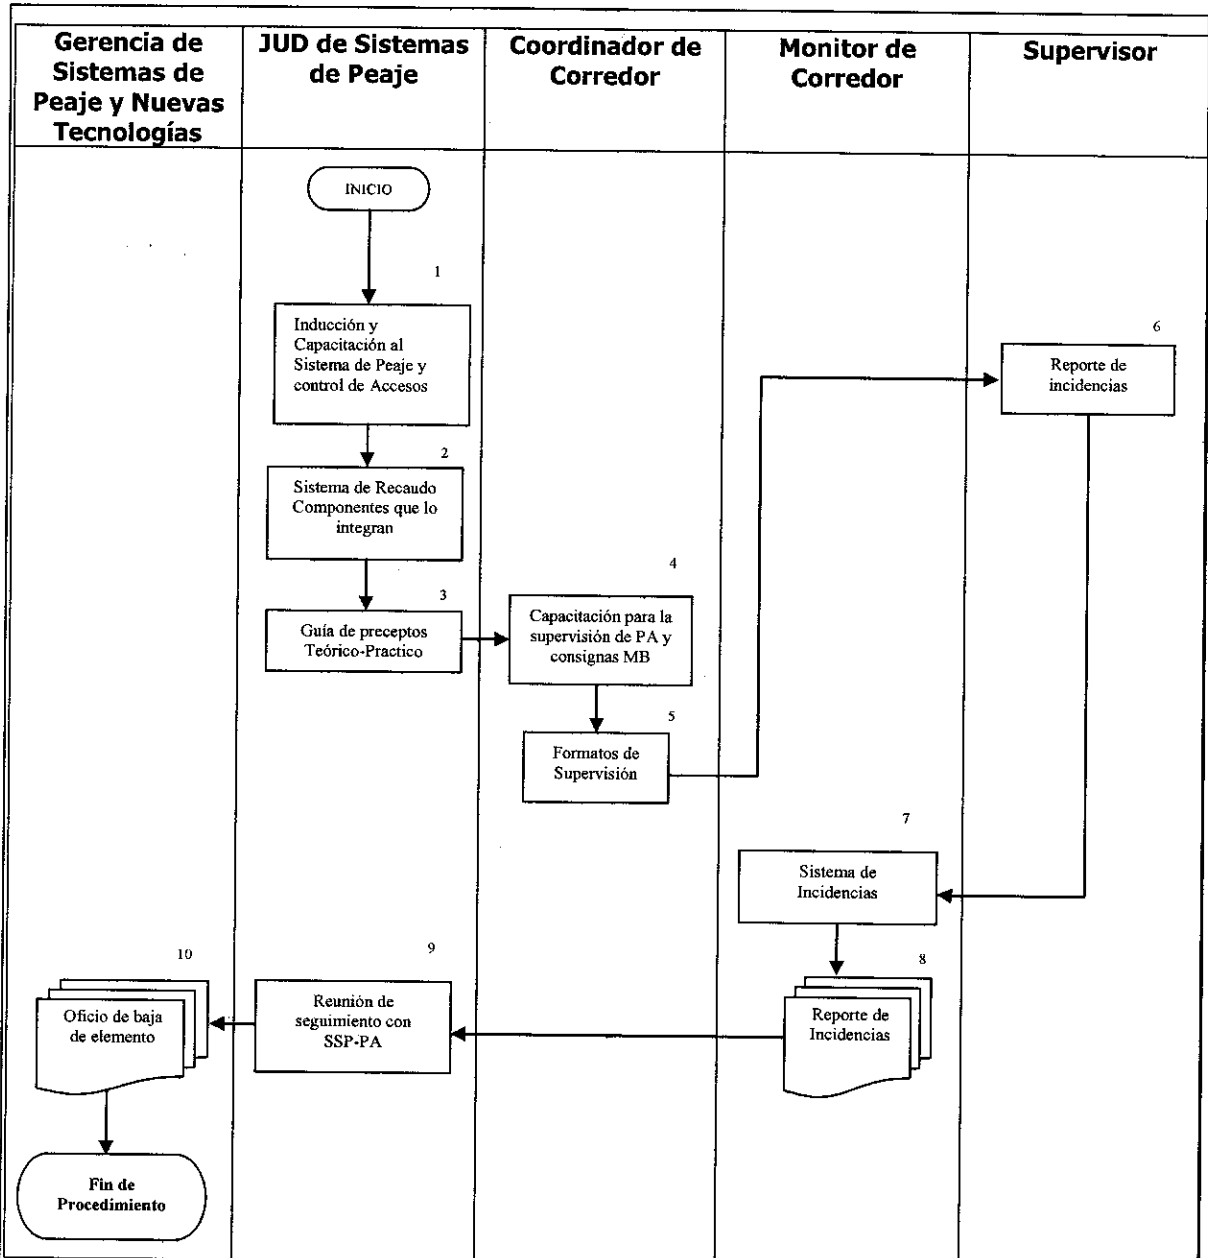 Gerencia de
Sistemas de
Peaje y Nuevas
Tecnologías
JUD de Sistemas
de Peaje
Coordinador de
Corredor
Monitor de
Corredor
Supervisor
INICIO
1
Inducción y
Capacitación al
Sistema de Peaje y
control de Accesos
2
Sistema de Recaudo
Componentes que lo
integran
3
Guía de preceptos
Teórico-Practico
4
Capacitación para la
supervisión de PA y
consignas MB
5
Formatos de
Supervisión
6
Reporte de
incidencias
7
Sistema de
Incidencias
8
Reporte de
Incidencias
9
Reunión de
seguimiento con
SSP-PA
10
Oficio de baja
de elemento
Fin de
Procedimiento